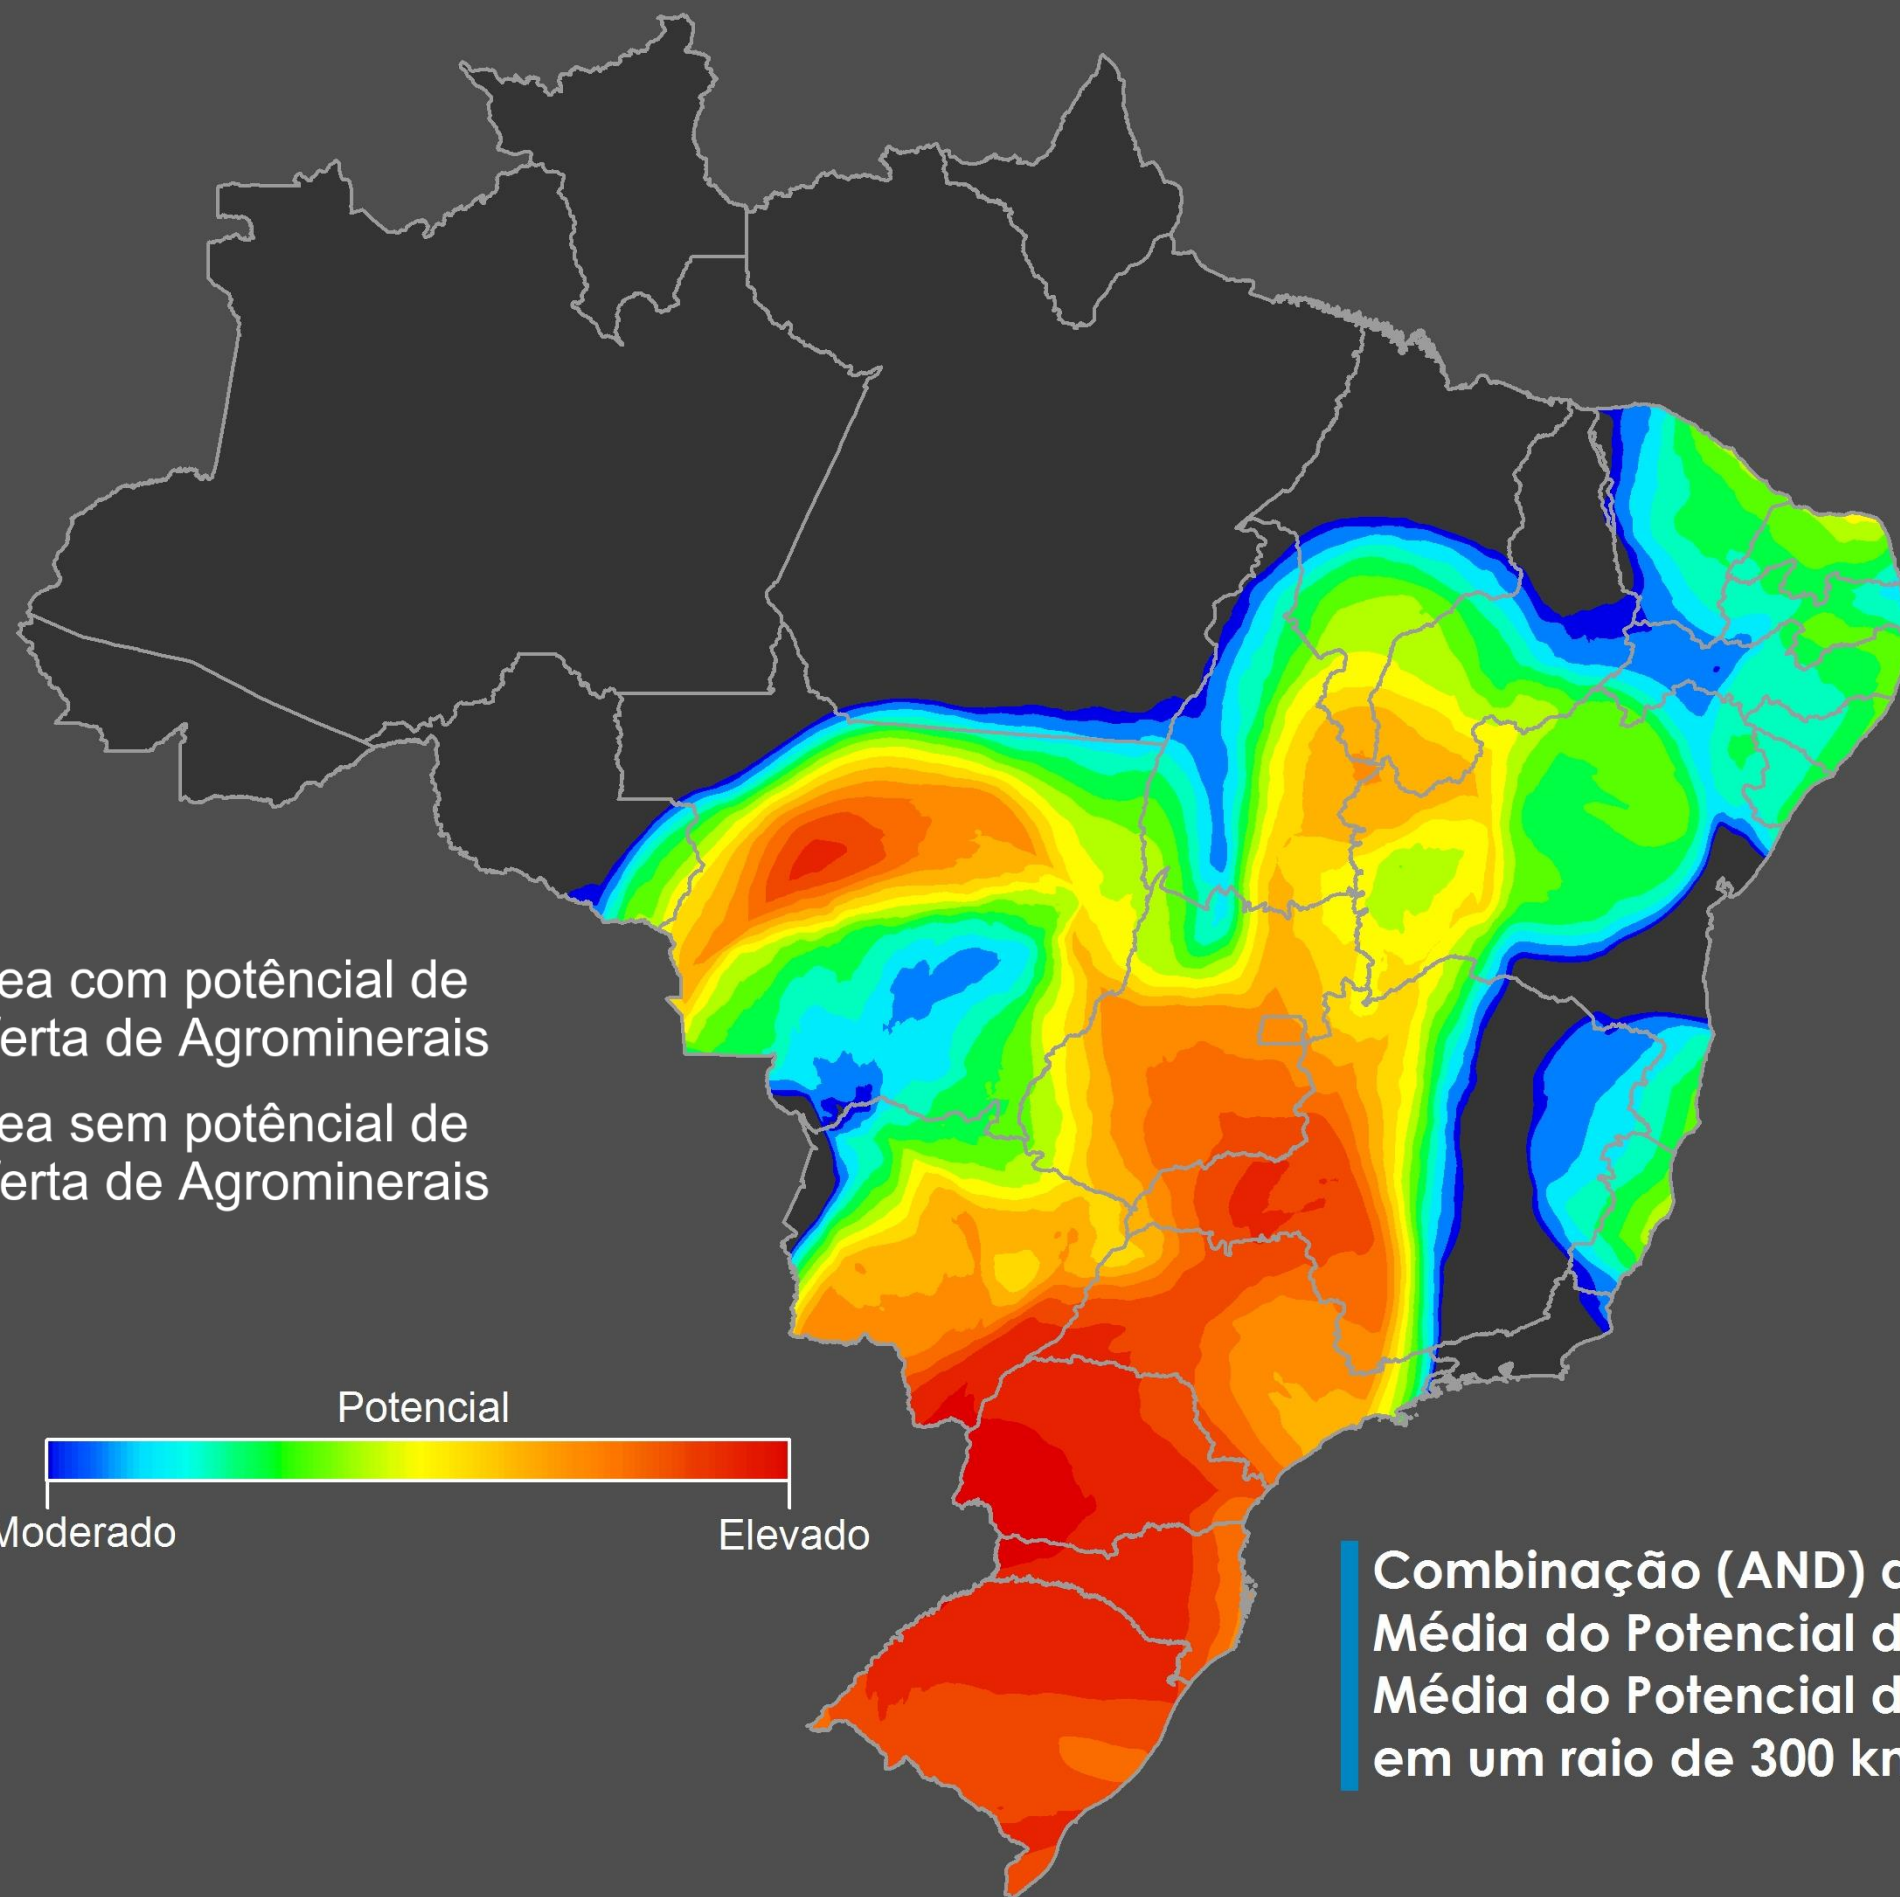 ea com potêncial de
erta de Agrominerais
ea sem potêncial de
erta de Agrominerais
Potencial
Moderado
Elevado
Combinação (AND)
Média do Potencial d
Média do Potencial d
em um raio de 300 km